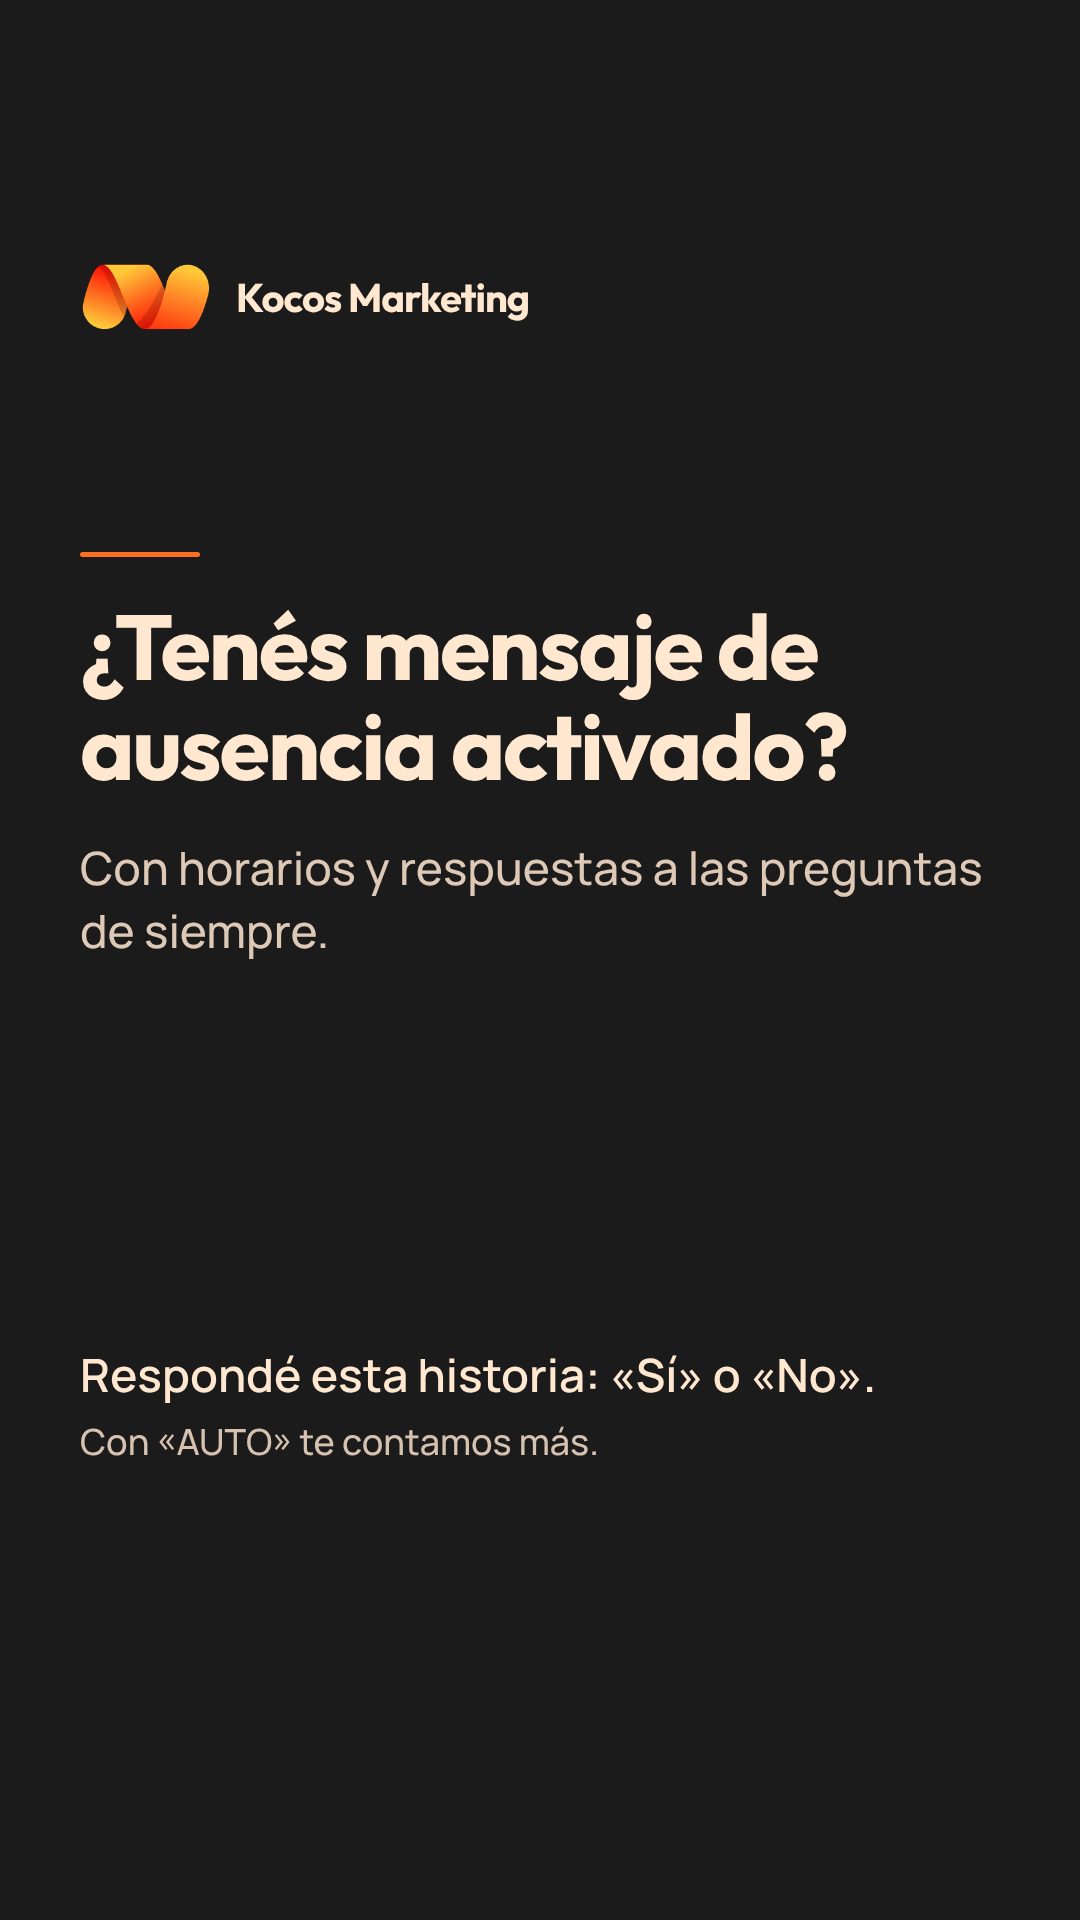 Kocos Marketing
¿Tenés mensaje de
ausencia activado?
Con horarios y respuestas a las preguntas
de siempre.
Respondé esta historia: «Sí» o «No».
Con «AUTO» te contamos más.